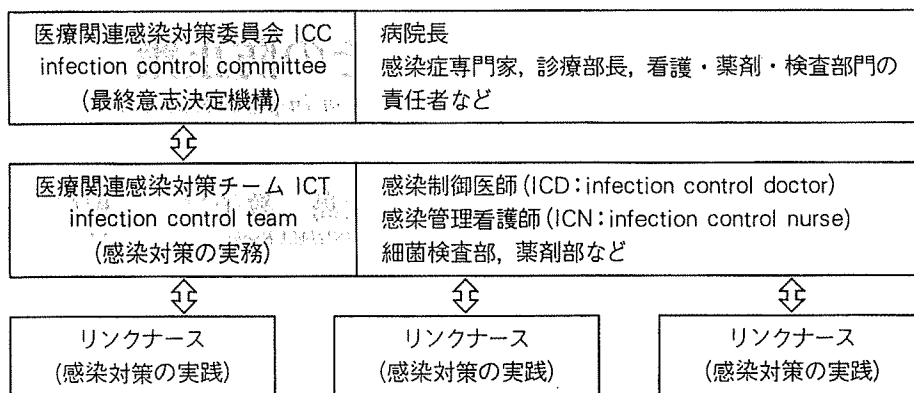 医療関連感染対策委員会 ICC
infection control committee
(最終意志決定機構)
病院長
感染症専門家, 診療部長, 看護・薬剤・検査部門の
責任者など
医療関連感染対策チーム ICT
infection control team
(感染対策の実務)
感染制御医師(ICD:infection control doctor)
感染管理看護師(ICN:infection control nurse)
細菌検査部, 薬剤部など
リンクナース
(感染対策の実践)
リンクナース
(感染対策の実践)
リンクナース
(感染対策の実践)